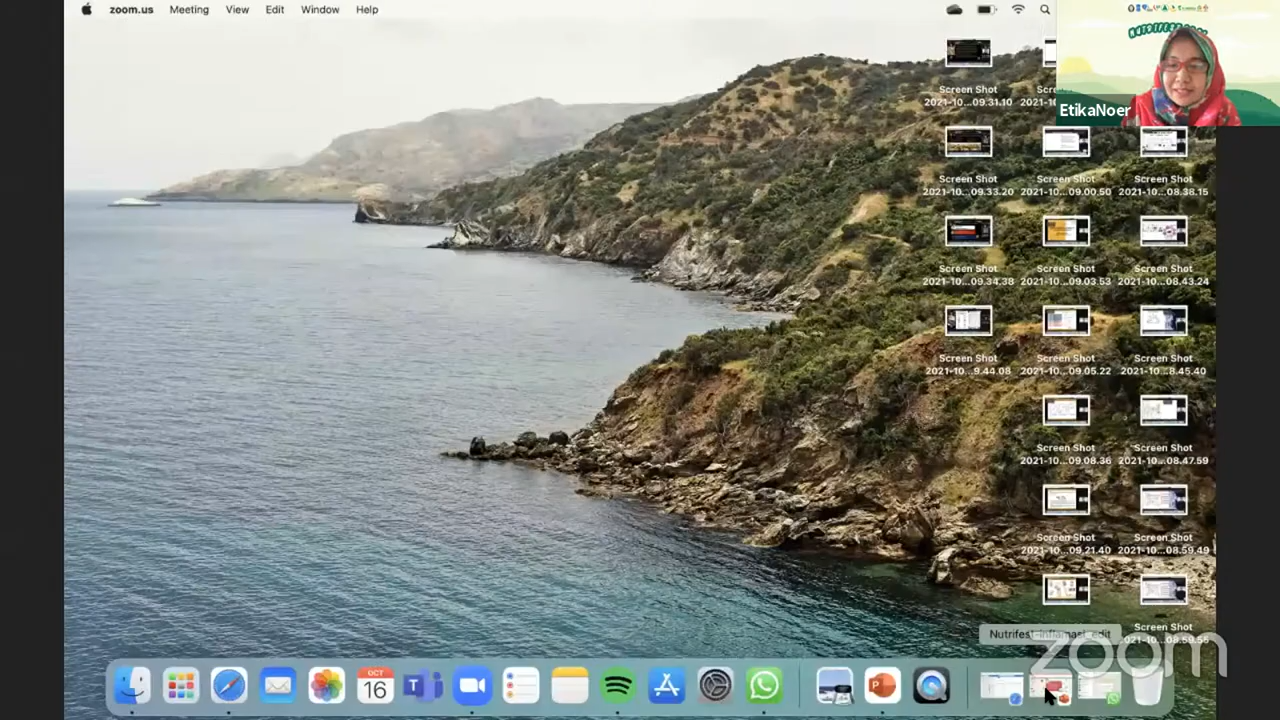 zoom.us Meeting View Edit Window Help
EtikaNoer
Screen Shot
2021-10...09.31.10
Screen Shot
2021-10...09.33.20
Screen Shot
2021-10...09.00.50
Screen Shot
2021-10...08.38.15
Screen Shot
2021-10...09.34.38
Screen Shot
2021-10...09.03.53
Screen Shot
2021-10...08.43.24
Screen Shot
2021-10...9.44.08
Screen Shot
2021-10...09.05.22
Screen Shot
2021-10...8.45.40
Screen Shot
2021-10...09.08.36
Screen Shot
2021-10...08.47.59
Screen Shot
2021-10...09.21.40
Screen Shot
2021-10...08.59.49
Screen Shot
Nutrifest-inflamasi_edit
zoom
OCT
16